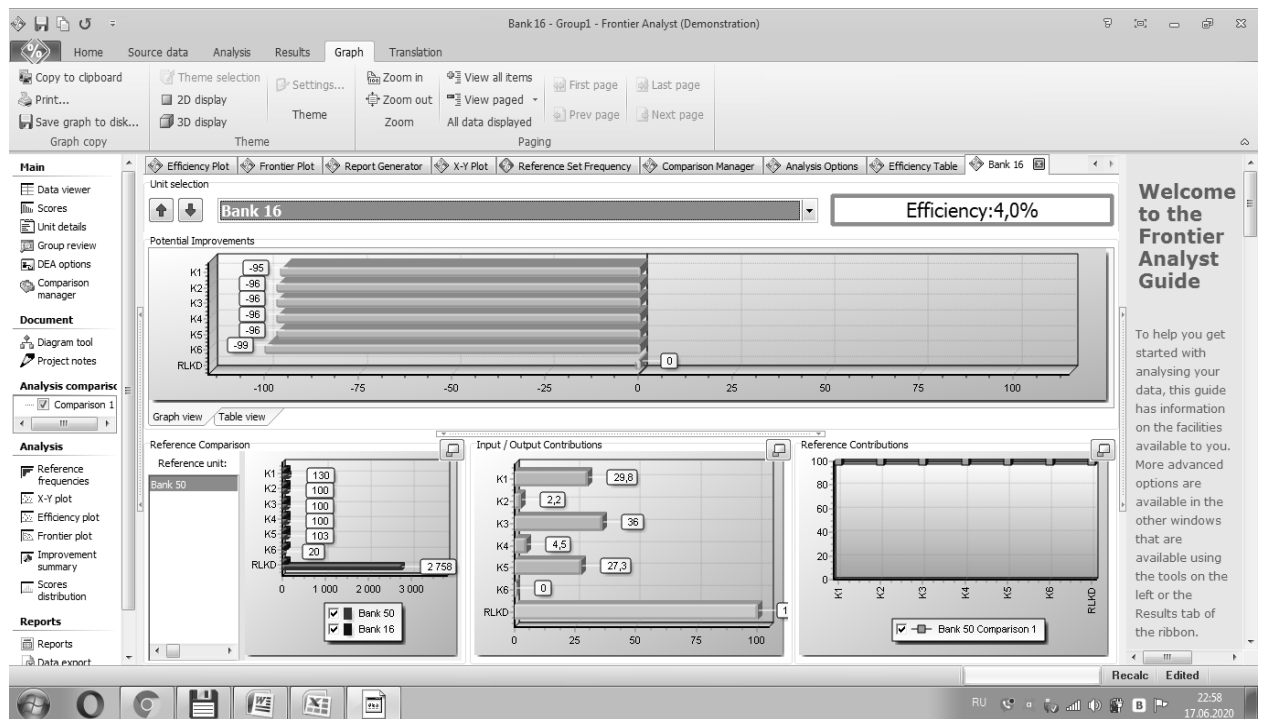 Bank 16 - Group1 - Frontier Analyst (Demonstration)
Home Source data Analysis Results Graph Translation
Copy to clipboard
Print...
Save graph to disk...
Graph copy
Theme selection
2D display
3D display
Settings...
Theme
Theme
Zoom in
Zoom out
Zoom
View all items
View paged
All data displayed
First page
Last page
Prev page
Next page
Paging
Main
Data viewer
Scores
Unit details
Group review
DEA options
Comparison
manager
Document
Diagram tool
Project notes
Analysis comparisc
Comparison 1
Analysis
Reference
frequencies
X-Y plot
Efficiency plot
Frontier plot
Improvement
summary
Scores
distribution
Reports
Reports
Data export
Efficiency Plot Frontier Plot Report Generator X-Y Plot Reference Set Frequency Comparison Manager Analysis Options Efficiency Table Bank 16
Unit selection
Bank 16
Efficiency:4,0%
Potential Improvements
K1 -95
K2 -96
K3 -96
K4 -96
K5 -96
K6 -99
RLKD 0
-100 -75 -50 -25 0 25 50 75 100
Graph view Table view
Reference Comparison
Reference unit:
Bank 50
K1 130
K2 100
K3 100
K4 100
K5 103
K6 20
RLKD 2 758
0 1 000 2 000 3 000
Bank 50
Bank 16
Input / Output Contributions
K1 29,8
K2 2,2
K3 36
K4 4,5
K5 27,3
K6 0
RLKD 1
0 25 50 75 100
Reference Contributions
100
80
60
40
20
0
K1 K2 K3 K4 K5 K6 RLKD
Bank 50 Comparison 1
Welcome
to the
Frontier
Analyst
Guide
To help you get
started with
analysing your
data, this guide
has information
on the facilities
available to you.
More advanced
options are
available in the
other windows
that are
available using
the tools on the
left or the
Results tab of
the ribbon.
Recalc Edited
RU
22:58
17.06.2020